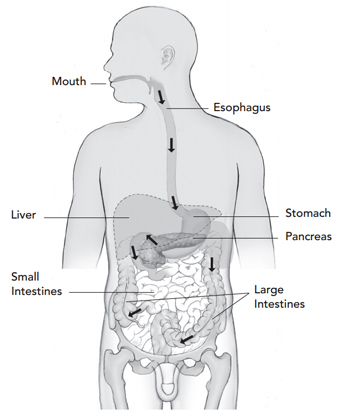 Mouth
Esophagus
Liver
Stomach
Pancreas
Small
Intestines
Large
Intestines